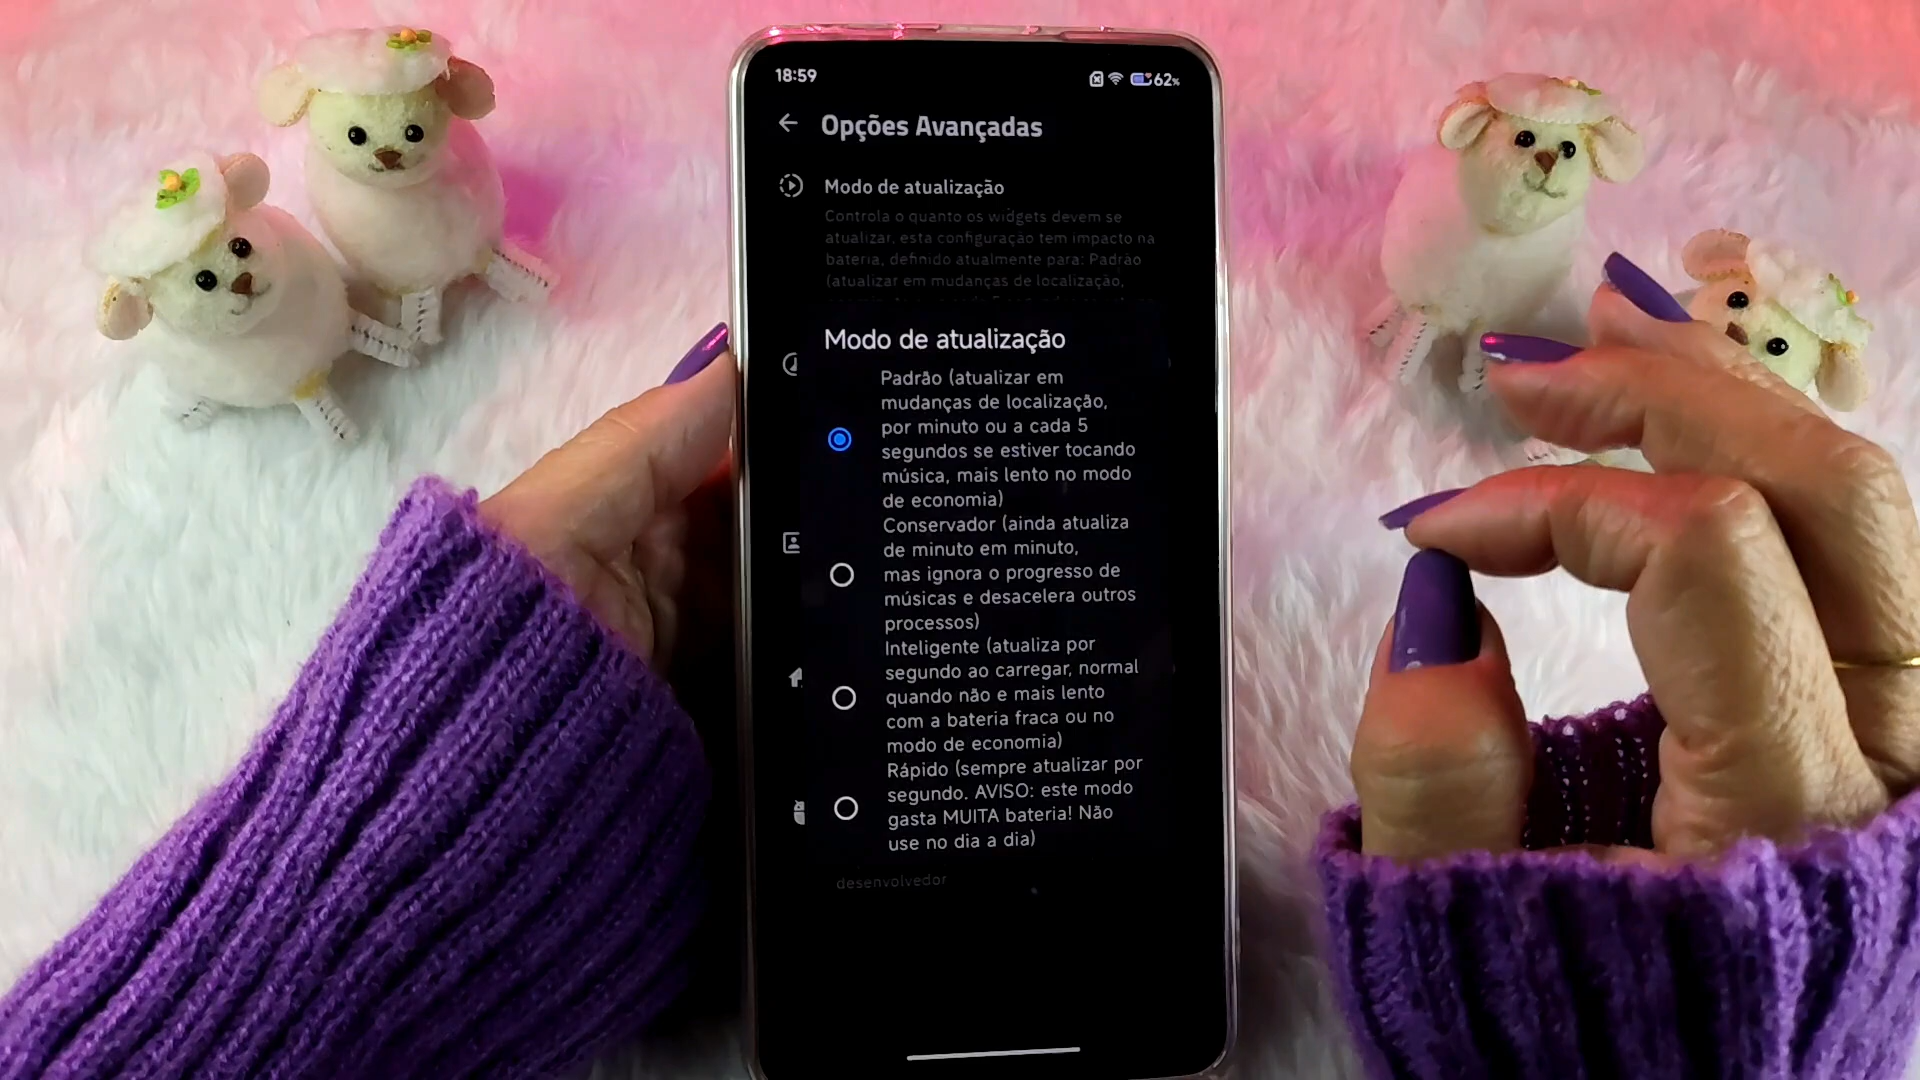 18:59
62%
Opções Avançadas
Modo de atualização
Controla o quanto os widgets devem se
atualizar, esta configuração tem impacto na
bateria, definido atualmente para: Padrão
(atualizar em mudanças de localização,
Modo de atualização
Padrão (atualizar em
mudanças de localização,
por minuto ou a cada 5
segundos se estiver tocando
música, mais lento no modo
de economia)
Conservador (ainda atualiza
de minuto em minuto,
mas ignora o progresso de
músicas e desacelera outros
processos)
Inteligente (atualiza por
segundo ao carregar, normal
quando não e mais lento
com a bateria fraca ou no
modo de economia)
Rápido (sempre atualizar por
segundo. AVISO: este modo
gasta MUITA bateria! Não
use no dia a dia)
desenvolvedor